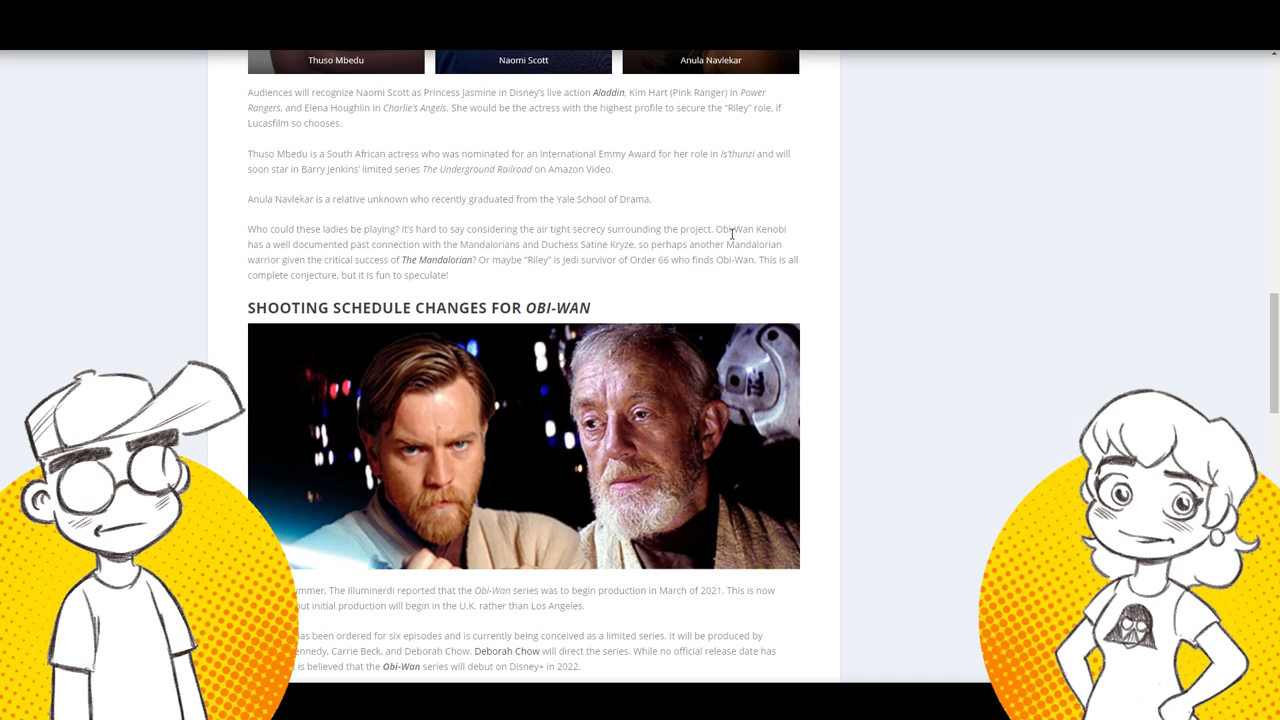 Thuso Mbedu
Naomi Scott
Anula Navlekar
Audiences will recognize Naomi Scott as Princess Jasmine in Disney's live action Aladdin, Kim Hart (Pink Ranger) in Power
Rangers, and Elena Houghlin in Charlie's Angels. She would be the actress with the highest profile to secure the “Riley” role, if
Lucasfilm so chooses.
Thuso Mbedu is a South African actress who was nominated for an International Emmy Award for her role in Is'thunzi and will
soon star in Barry Jenkins' limited series The Underground Railroad on Amazon Video.
Anula Navlekar is a relative unknown who recently graduated from the Yale School of Drama.
Who could these ladies be playing? It's hard to say considering the air tight secrecy surrounding the project. Obi-Wan Kenobi
has a well documented past connection with the Mandalorians and Duchess Satine Kryze, so perhaps another Mandalorian
warrior given the critical success of The Mandalorian? Or maybe “Riley” is Jedi survivor of Order 66 who finds Obi-Wan. This is all
complete conjecture, but it is fun to speculate!
SHOOTING SCHEDULE CHANGES FOR OBI-WAN
ummer, The Illuminerdi reported that the Obi-Wan series was to begin production in March of 2021. This is now
out initial production will begin in the U.K. rather than Los Angeles.
has been ordered for six episodes and is currently being conceived as a limited series. It will be produced by
ennedy, Carrie Beck, and Deborah Chow. Deborah Chow will direct the series. While no official release date has
is believed that the Obi-Wan series will debut on Disney+ in 2022.